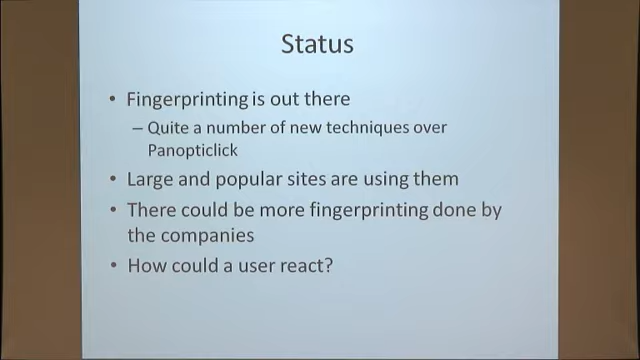 Status
• Fingerprinting is out there
– Quite a number of new techniques over
Panopticlick
• Large and popular sites are using them
• There could be more fingerprinting done by
the companies
• How could a user react?